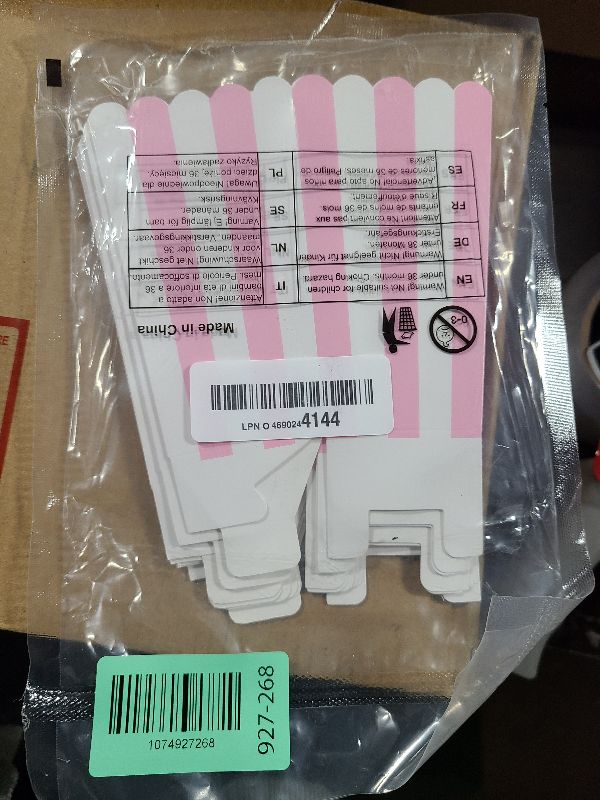 0-3
Made in China
EN
Warning! No suitable for children
under 36 months. Choking hazard
IT
Attenzione! Non adatto a
bambini di età inferiore a 36
mesi. Pericolo di soffocamento
DE
Warnung! Nicht geeignet für Kinder
under 36 Monaten.
Erstickungsgefahr.
NL
Waarschuwing! Niet geschikt
voor kinderen onder 36
maanden. Verstikkingsgevaar.
FR
Attention! Ne convient pas aux
enfants de moins de 36 mois.
Risque d'étouffement.
SE
Varning! Ej lämplig för barn
under 36 månader.
Kvävningsrisk.
ES
¡Advertencia! No apto para niños
menores de 36 meses. Peligro de
asfixia.
PL
Uwaga! Nieodpowiednie dla
dzieci poniżej 36 miesięcy.
Ryzyko zadławienia.
LPN O 4690244144
1074927268
927-268